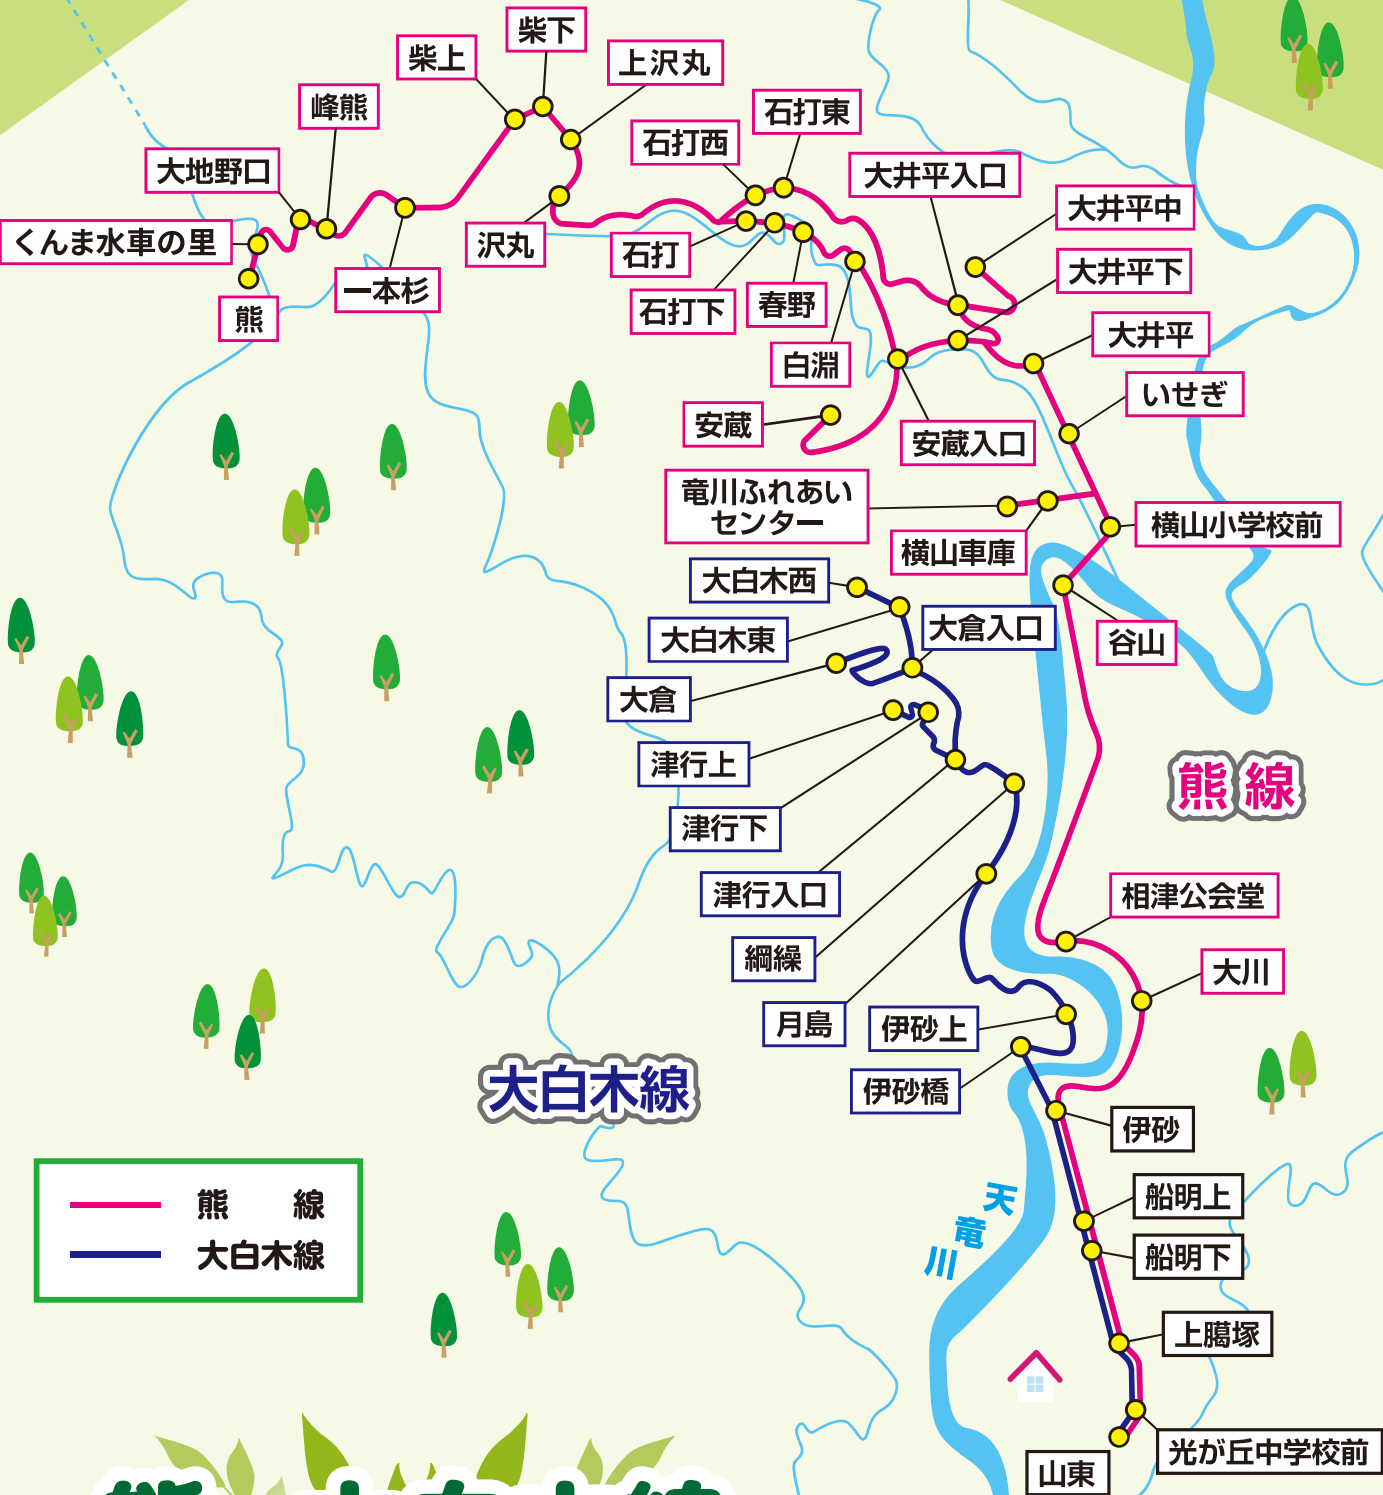 柴下
柴上
上沢丸
峰熊
石打東
石打西
大地野口
大井平入口
大井平中
くんま水車の里
沢丸
石打
大井平下
一本杉
熊
石打下
春野
大井平
白淵
いせぎ
安蔵
安蔵入口
竜川ふれあい
センター
横山小学校前
横山車庫
大白木西
大白木東
大倉入口
谷山
大倉
津行上
熊線
津行下
津行入口
相津公会堂
綱繰
大川
月島
伊砂上
大白木線
伊砂橋
伊砂
天竜川
船明上
熊　線
大白木線
船明下
上臈塚
光が丘中学校前
山東